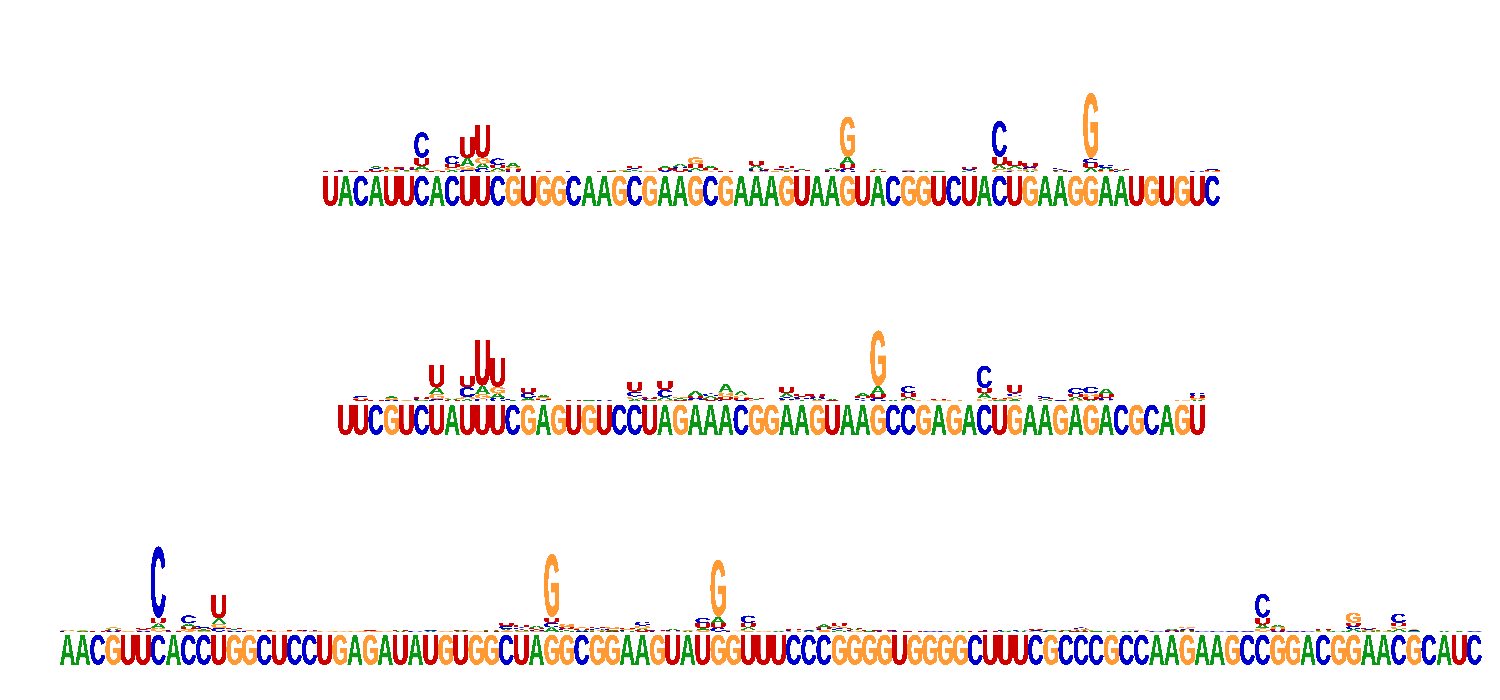 C U U G C G
UACAUUCACUUCGUGGCAAGCGAAGCGAAAGUAAGUACGGUCUACUGAAGGAAUGUGUC
U U U G C
UUCGUCUAUUUCGAGUGUCCUAGAAACGGAAGUAAGCCGAGACUGAAGAGACGCAGU
C U G G C
AACGUUCACCUGGCUCCUGAGAUAUGUGGCUAGGCGGAAGUAUGGUUUCCCGGGGUGGGGCUUUCGCCCGCCAAGAAGCCGGACGGAACGCAUC